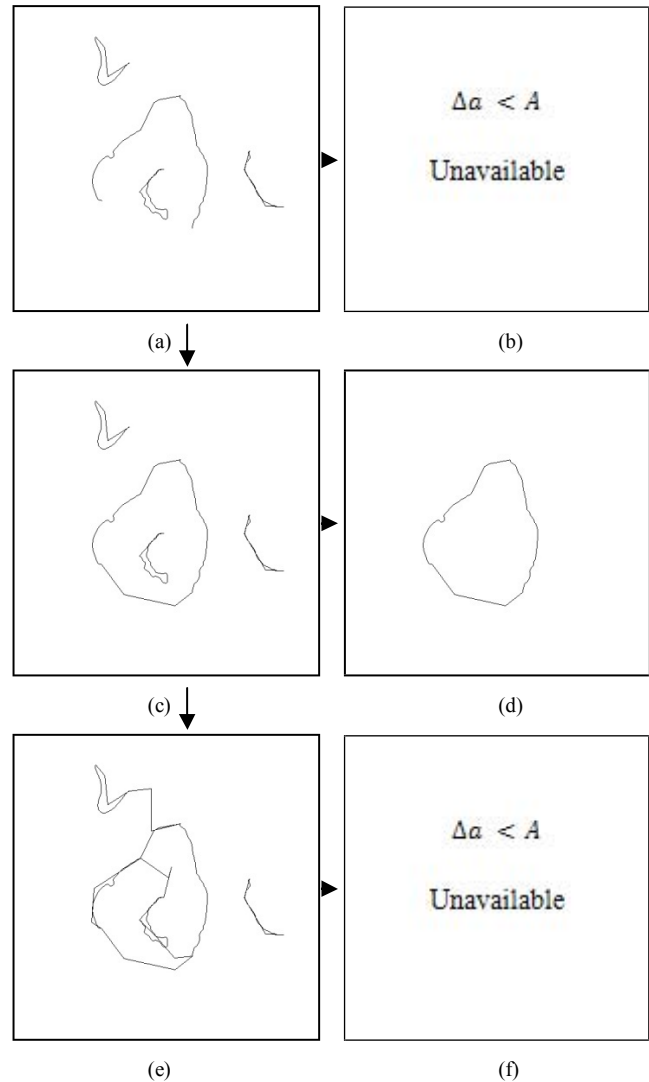 Δa < A
Unavailable
(a)
(b)
(c)
(d)
Δa < A
Unavailable
(e)
(f)